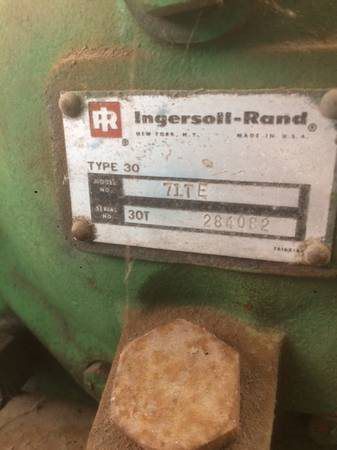 IR Ingersoll-Rand®
® NEW YORK, N.Y. MADE IN U.S.A.
TYPE 30
MODEL NO. 71TE
SERIAL NO. 30T 284082